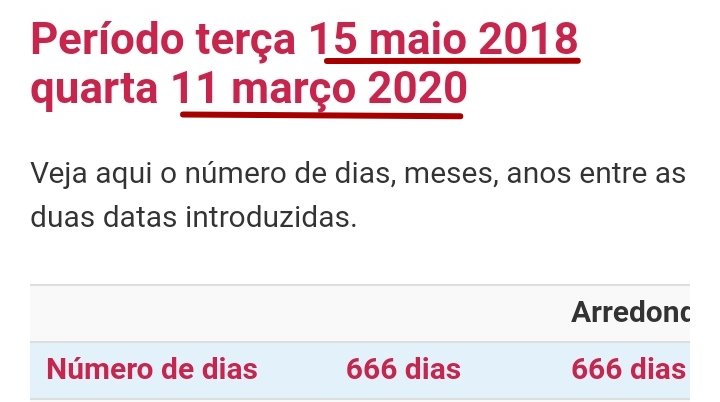 Período terça 15 maio 2018
quarta 11 março 2020
Veja aqui o número de dias, meses, anos entre as
duas datas introduzidas.
Arredond
Número de dias 666 dias 666 dias